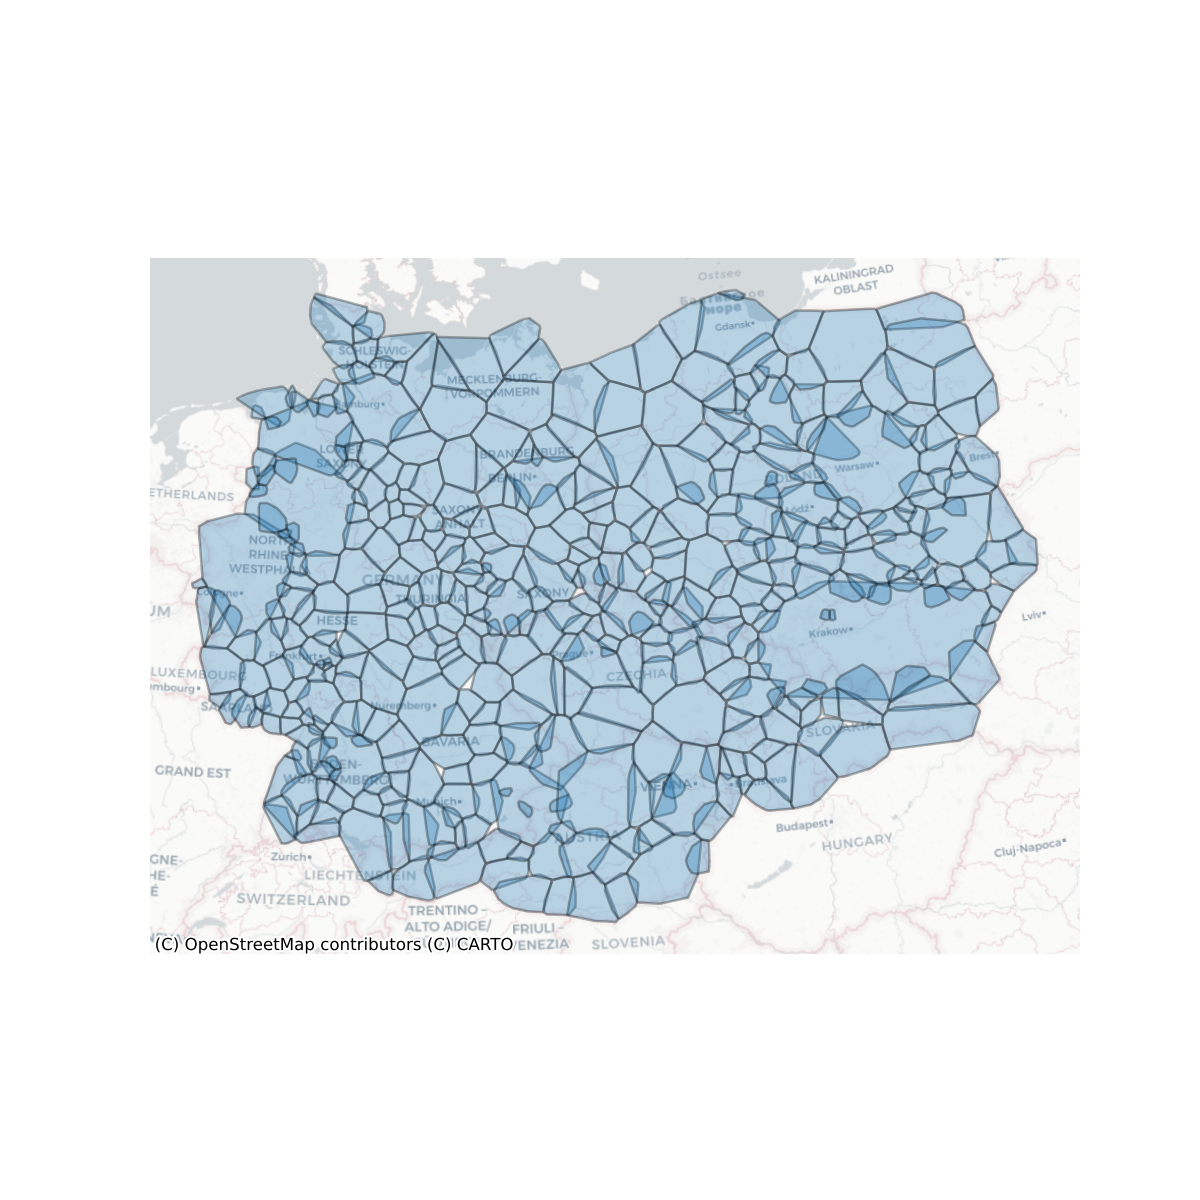 Ostsee
Балтийское
море
KALININGRAD
OBLAST
Gdansk
SCHLESWIG-
HOLSTEIN
MECKLENBURG-
VORPOMMERN
Hamburg
LOWER
SAXONY
BRANDENBURG
BERLIN
Warsaw
POLAND
Brest
ETHERLANDS
SAXONY-
ANHALT
Łódź
NORTH
RHINE-
WESTPHALIA
GERMANY
THURINGIA
SAXONY
Cologne
UM
HESSE
Krakow
Lviv
Frankfurt
Prague
CZECHIA
LUXEMBOURG
embourg
SAARLAND
Nuremberg
SLOVAKIA
BAVARIA
GRAND EST
BADEN-
WÜRTTEMBERG
VIENNA
Bratislava
Munich
AUSTRIA
Budapest
HUNGARY
Cluj-Napoca
Zurich
GNE-
HE-
É
LIECHTENSTEIN
SWITZERLAND
TRENTINO -
ALTO ADIGE/
FRIULI -
VENEZIA
SLOVENIA
(C) OpenStreetMap contributors (C) CARTO